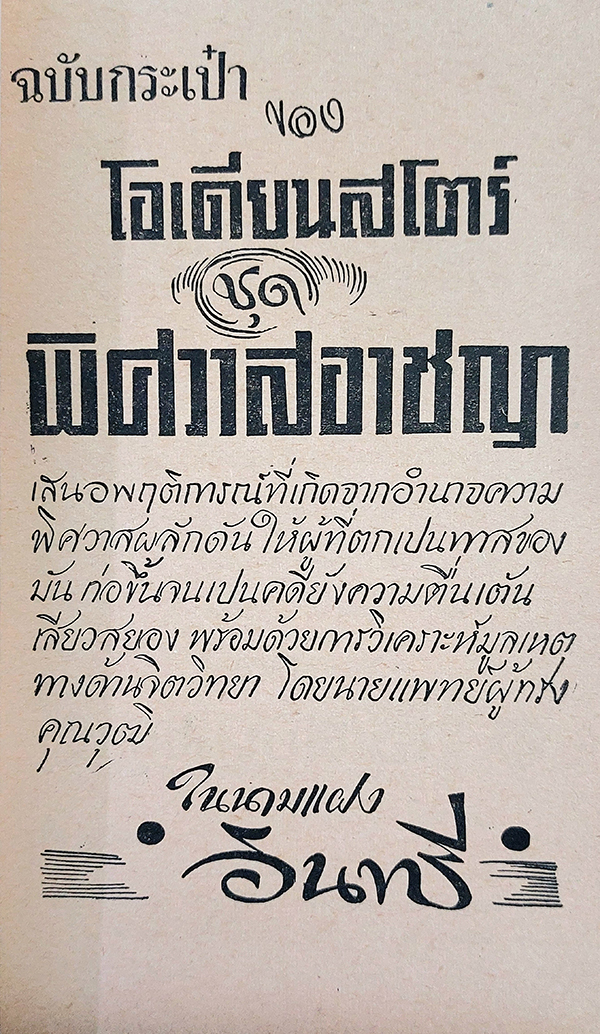 ฉบับกระเป๋า
ของ
โอเดียนสโตร์
ชุด
พิศวาสอาชญา
เสนอพฤติการณ์ที่เกิดจากอำนาจความ
พิศวาสผลักดัน ให้ผู้ที่ตกเปนทาสของ
มัน ก่อขึ้นจนเปนคดียังความตื่นเต้น
เสียวสยอง พร้อมด้วยการวิเคราะห์มูลเหตุ
ทางด้านจิตวิทยา โดยนายแพทย์ผู้ทรง
คุณวุฒิ
ในนามแฝง
อินทรี